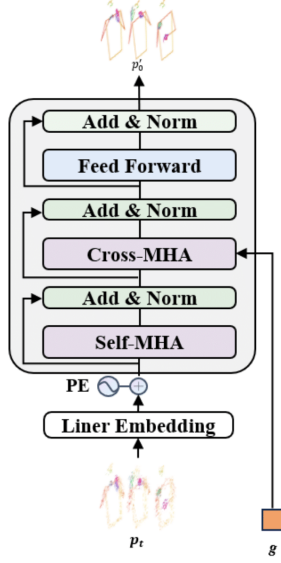 p'₀
Add & Norm
Feed Forward
Add & Norm
Cross-MHA
Add & Norm
Self-MHA
PE
Liner Embedding
pₜ
g